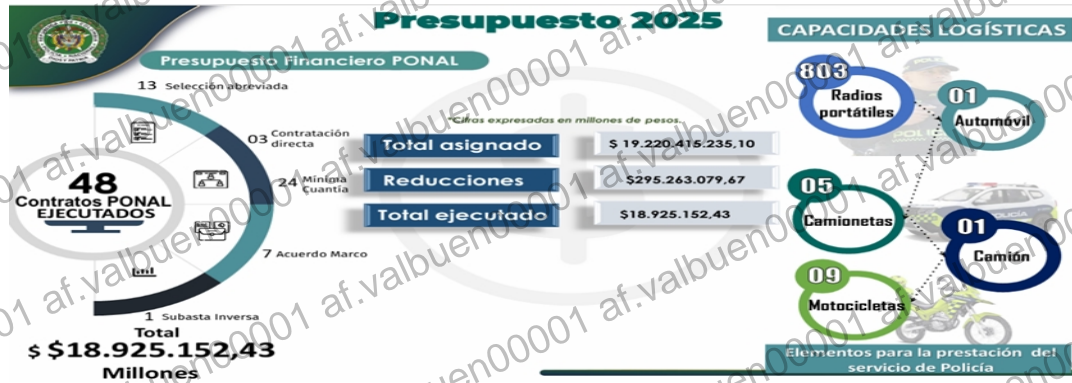 Presupuesto 2025
Presupuesto Financiero PONAL
13 Selección abreviada
03 Contratación directa
24 Mínima Cuantía
7 Acuerdo Marco
1 Subasta Inversa
48
Contratos PONAL
EJECUTADOS
Total
$ $18.925.152,43
Millones
*Cifras expresadas en millones de pesos.
Total asignado $ 19.220.415.235,10
Reducciones $295.263.079,67
Total ejecutado $18.925.152,43
CAPACIDADES LOGÍSTICAS
803
Radios
portátiles
01
Automóvil
05
Camionetas
01
Camión
09
Motocicletas
POLICÍA
Elementos para la prestación del
servicio de Policía
af.valbuen00001